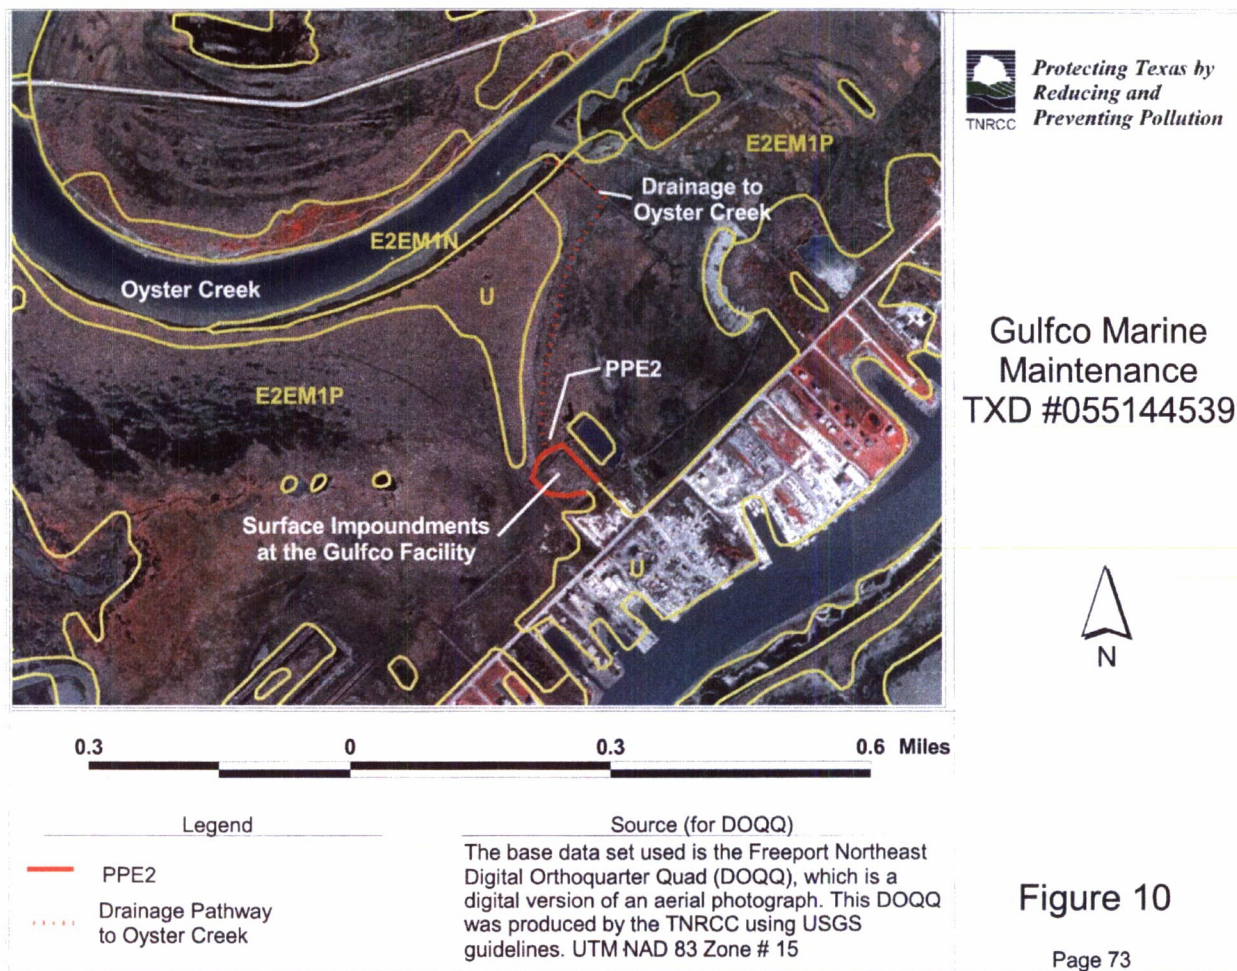 TNRCC
Protecting Texas by
Reducing and
Preventing Pollution
E2EM1P
Drainage to
Oyster Creek
E2EM1N
Oyster Creek
U
PPE2
E2EM1P
Surface Impoundments
at the Gulfco Facility
U
Gulfco Marine
Maintenance
TXD #055144539
N
0.3 0 0.3 0.6 Miles
Legend
PPE2
Drainage Pathway
to Oyster Creek
Source (for DOQQ)
The base data set used is the Freeport Northeast
Digital Orthoquarter Quad (DOQQ), which is a
digital version of an aerial photograph. This DOQQ
was produced by the TNRCC using USGS
guidelines. UTM NAD 83 Zone # 15
Figure 10
Page 73